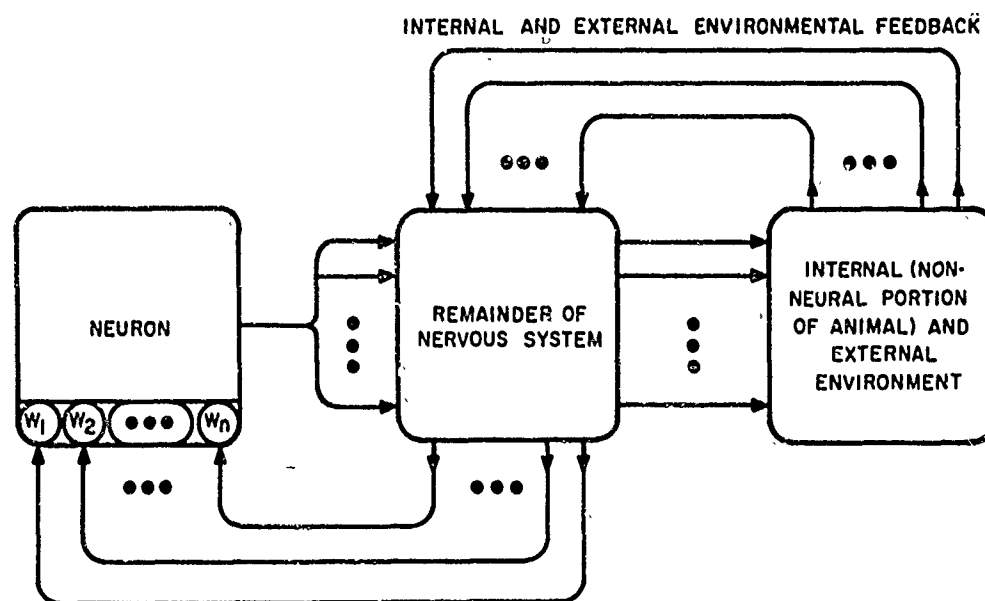 INTERNAL AND EXTERNAL ENVIRONMENTAL FEEDBACK
NEURON
W1
W2
Wn
REMAINDER OF
NERVOUS SYSTEM
INTERNAL (NON-
NEURAL PORTION
OF ANIMAL) AND
EXTERNAL
ENVIRONMENT